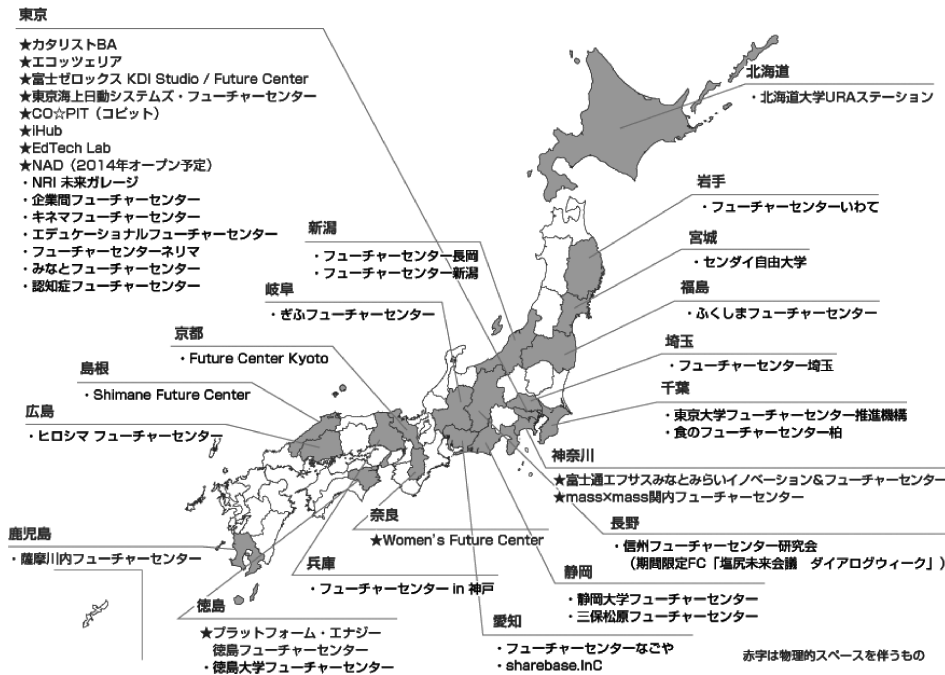 東京
★カタリストBA
★エコッツェリア
★富士ゼロックス KDI Studio / Future Center
★東京海上日動システムズ・フューチャーセンター
★CO☆PIT（コピット）
★iHub
★EdTech Lab
★NAD（2014年オープン予定）
・NRI 未来ガレージ
・企業間フューチャーセンター
・キネマフューチャーセンター
・エデュケーショナルフューチャーセンター
・フューチャーセンターネリマ
・みなとフューチャーセンター
・認知症フューチャーセンター
北海道
・北海道大学URAステーション
岩手
・フューチャーセンターいわて
宮城
・センダイ自由大学
福島
・ふくしまフューチャーセンター
埼玉
・フューチャーセンター埼玉
千葉
・東京大学フューチャーセンター推進機構
・食のフューチャーセンター柏
神奈川
★富士通エフサスみなとみらいイノベーション&フューチャーセンター
★mass×mass関内フューチャーセンター
長野
・信州フューチャーセンター研究会
（期間限定FC「塩尻未来会議　ダイアログウィーク」）
新潟
・フューチャーセンター長岡
・フューチャーセンター新潟
岐阜
・ぎふフューチャーセンター
京都
・Future Center Kyoto
島根
・Shimane Future Center
広島
・ヒロシマ フューチャーセンター
奈良
★Women's Future Center
鹿児島
・薩摩川内フューチャーセンター
兵庫
・フューチャーセンター in 神戸
静岡
・静岡大学フューチャーセンター
・三保松原フューチャーセンター
徳島
★プラットフォーム・エナジー
徳島フューチャーセンター
・徳島大学フューチャーセンター
愛知
・フューチャーセンターなごや
・sharebase.InC
赤字は物理的スペースを伴うもの